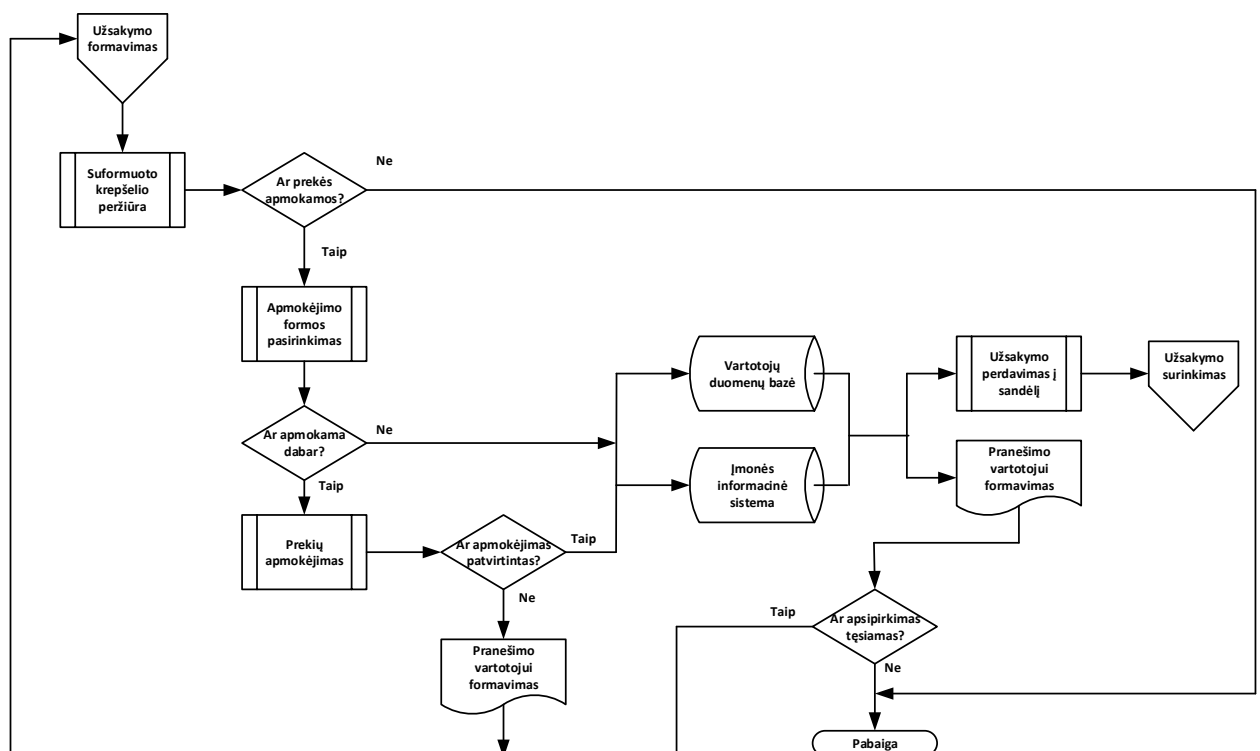 Užsakymo
formavimas
Suformuoto
krepšelio
peržiūra
Ar prekės
apmokamos?
Ne
Taip
Apmokėjimo
formos
pasirinkimas
Ar apmokama
dabar?
Ne
Taip
Prekių
apmokėjimas
Ar apmokėjimas
patvirtintas?
Taip
Ne
Pranešimo
vartotojui
formavimas
Vartotojų
duomenų bazė
Įmonės
informacinė
sistema
Užsakymo
perdavimas į
sandėlį
Užsakymo
surinkimas
Pranešimo
vartotojui
formavimas
Ar apsipirkimas
tęsiamas?
Taip
Ne
Pabaiga